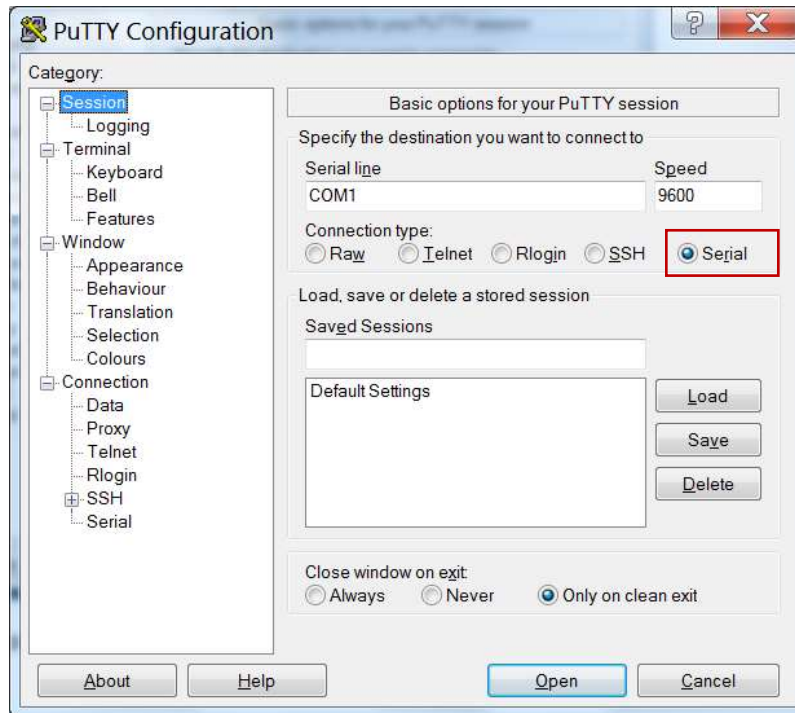 PuTTY Configuration
Category:
Session
Logging
Terminal
Keyboard
Bell
Features
Window
Appearance
Behaviour
Translation
Selection
Colours
Connection
Data
Proxy
Telnet
Rlogin
SSH
Serial
Basic options for your PuTTY session
Specify the destination you want to connect to
Serial line Speed
COM1 9600
Connection type:
Raw Telnet Rlogin SSH Serial
Load, save or delete a stored session
Saved Sessions
Default Settings
Load
Save
Delete
Close window on exit:
Always Never Only on clean exit
About Help Open Cancel